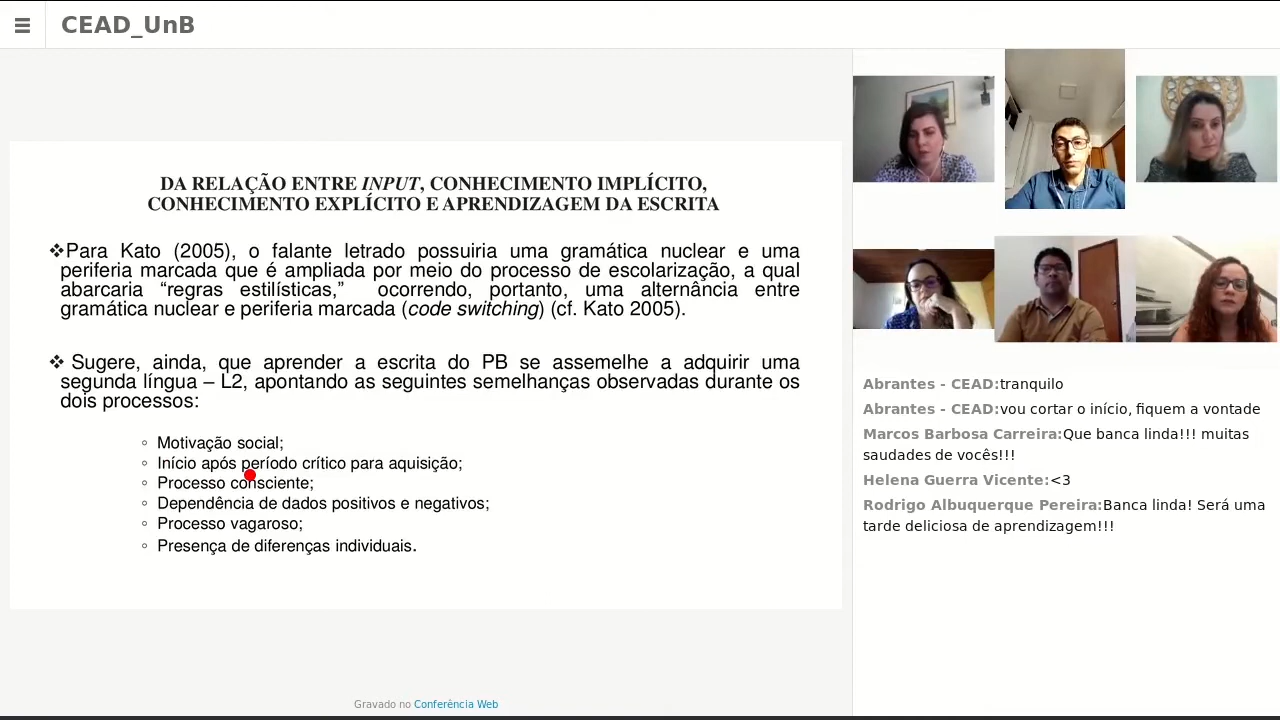 CEAD_UnB
DA RELAÇÃO ENTRE INPUT, CONHECIMENTO IMPLÍCITO,
CONHECIMENTO EXPLÍCITO E APRENDIZAGEM DA ESCRITA
❖Para Kato (2005), o falante letrado possuiria uma gramática nuclear e uma
periferia marcada que é ampliada por meio do processo de escolarização, a qual
abarcaria “regras estilísticas,” ocorrendo, portanto, uma alternância entre
gramática nuclear e periferia marcada (code switching) (cf. Kato 2005).
❖ Sugere, ainda, que aprender a escrita do PB se assemelhe a adquirir uma
segunda língua – L2, apontando as seguintes semelhanças observadas durante os
dois processos:
◦ Motivação social;
◦ Início após período crítico para aquisição;
◦ Processo consciente;
◦ Dependência de dados positivos e negativos;
◦ Processo vagaroso;
◦ Presença de diferenças individuais.
Gravado no Conferência Web
Abrantes - CEAD:tranquilo
Abrantes - CEAD:vou cortar o início, fiquem a vontade
Marcos Barbosa Carreira:Que banca linda!!! muitas
saudades de vocês!!!
Helena Guerra Vicente:<3
Rodrigo Albuquerque Pereira:Banca linda! Será uma
tarde deliciosa de aprendizagem!!!